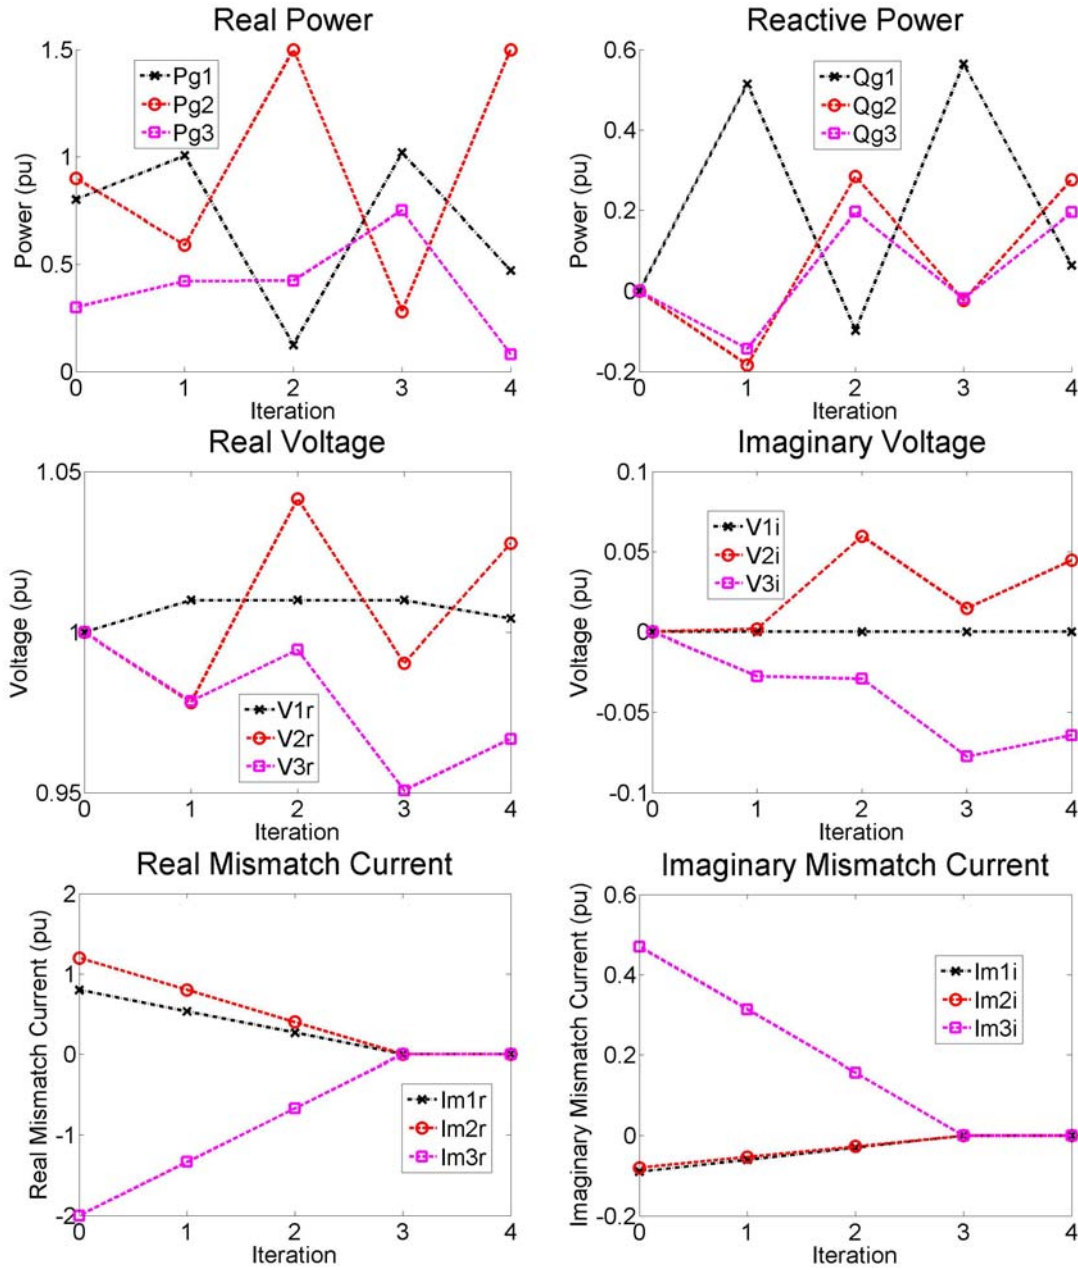 Real Power
Power (pu)
1.5
1
0.5
0
Pg1
Pg2
Pg3
0 1 2 3 4
Iteration
Reactive Power
Power (pu)
0.6
0.4
0.2
0
-0.2
Qg1
Qg2
Qg3
0 1 2 3 4
Iteration
Real Voltage
Voltage (pu)
1.05
1
0.95
V1r
V2r
V3r
0 1 2 3 4
Iteration
Imaginary Voltage
Voltage (pu)
0.1
0.05
0
-0.05
-0.1
V1i
V2i
V3i
0 1 2 3 4
Iteration
Real Mismatch Current
Real Mismatch Current (pu)
2
1
0
-1
-2
Im1r
Im2r
Im3r
0 1 2 3 4
Iteration
Imaginary Mismatch Current
Imaginary Mismatch Current (pu)
0.6
0.4
0.2
0
-0.2
Im1i
Im2i
Im3i
0 1 2 3 4
Iteration